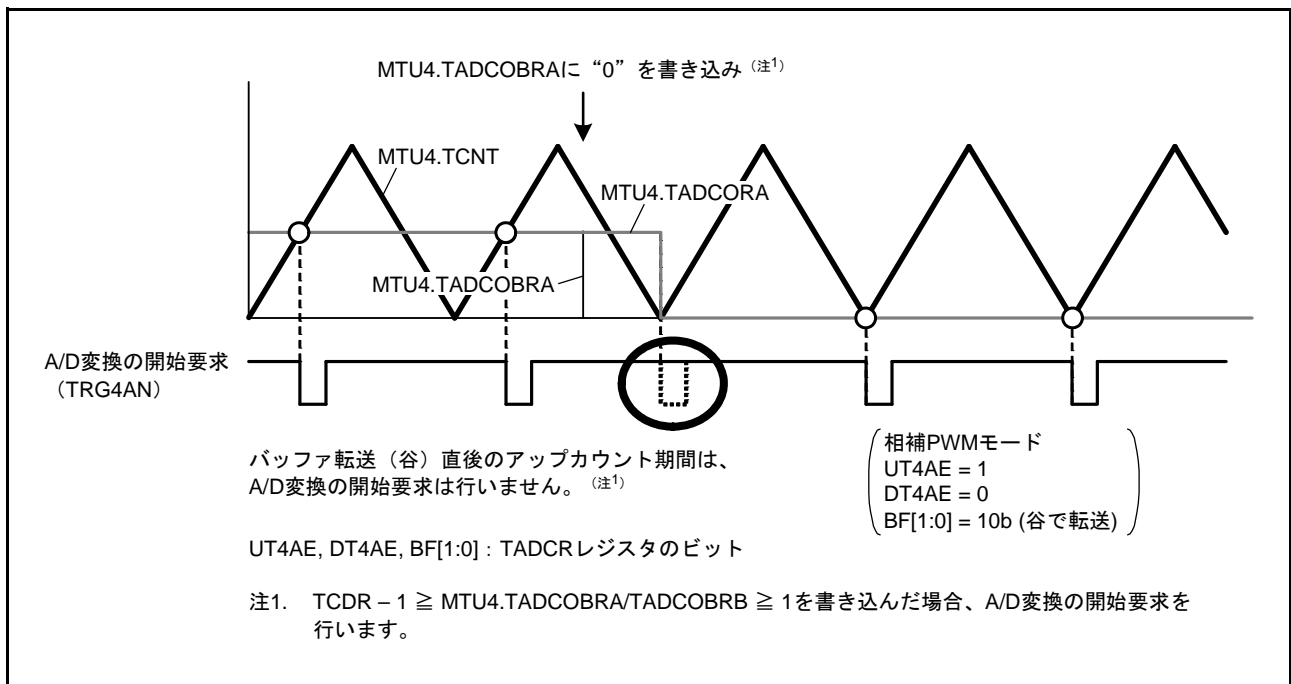 MTU4.TADCOBRAに“0”を書き込み（注1）
MTU4.TCNT
MTU4.TADCORA
MTU4.TADCOBRA
A/D変換の開始要求
（TRG4AN）
バッファ転送（谷）直後のアップカウント期間は、
A/D変換の開始要求は行いません。（注1）
相補PWMモード
UT4AE = 1
DT4AE = 0
BF[1:0] = 10b (谷で転送)
UT4AE, DT4AE, BF[1:0]：TADCRレジスタのビット
注1. TCDR – 1 ≧ MTU4.TADCOBRA/TADCOBRB ≧ 1を書き込んだ場合、A/D変換の開始要求を
行います。